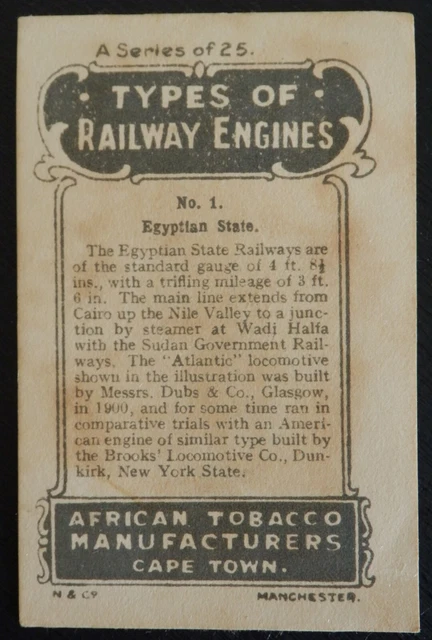 A Series of 25.
· TYPES OF ·
RAILWAY ENGINES
No. 1.
Egyptian State.
The Egyptian State Railways are
of the standard gauge of 4 ft. 8½
ins., with a trifling mileage of 3 ft.
6 in. The main line extends from
Cairo up the Nile Valley to a junc-
tion by steamer at Wadi Halfa
with the Sudan Government Rail-
ways. The "Atlantic" locomotive
shown in the illustration was built
by Messrs. Dubs & Co., Glasgow,
in 1900, and for some time ran in
comparative trials with an Ameri-
can engine of similar type built by
the Brooks' Locomotive Co., Dun-
kirk, New York State.
AFRICAN TOBACCO
MANUFACTURERS
CAPE TOWN.
N & Co MANCHESTER.